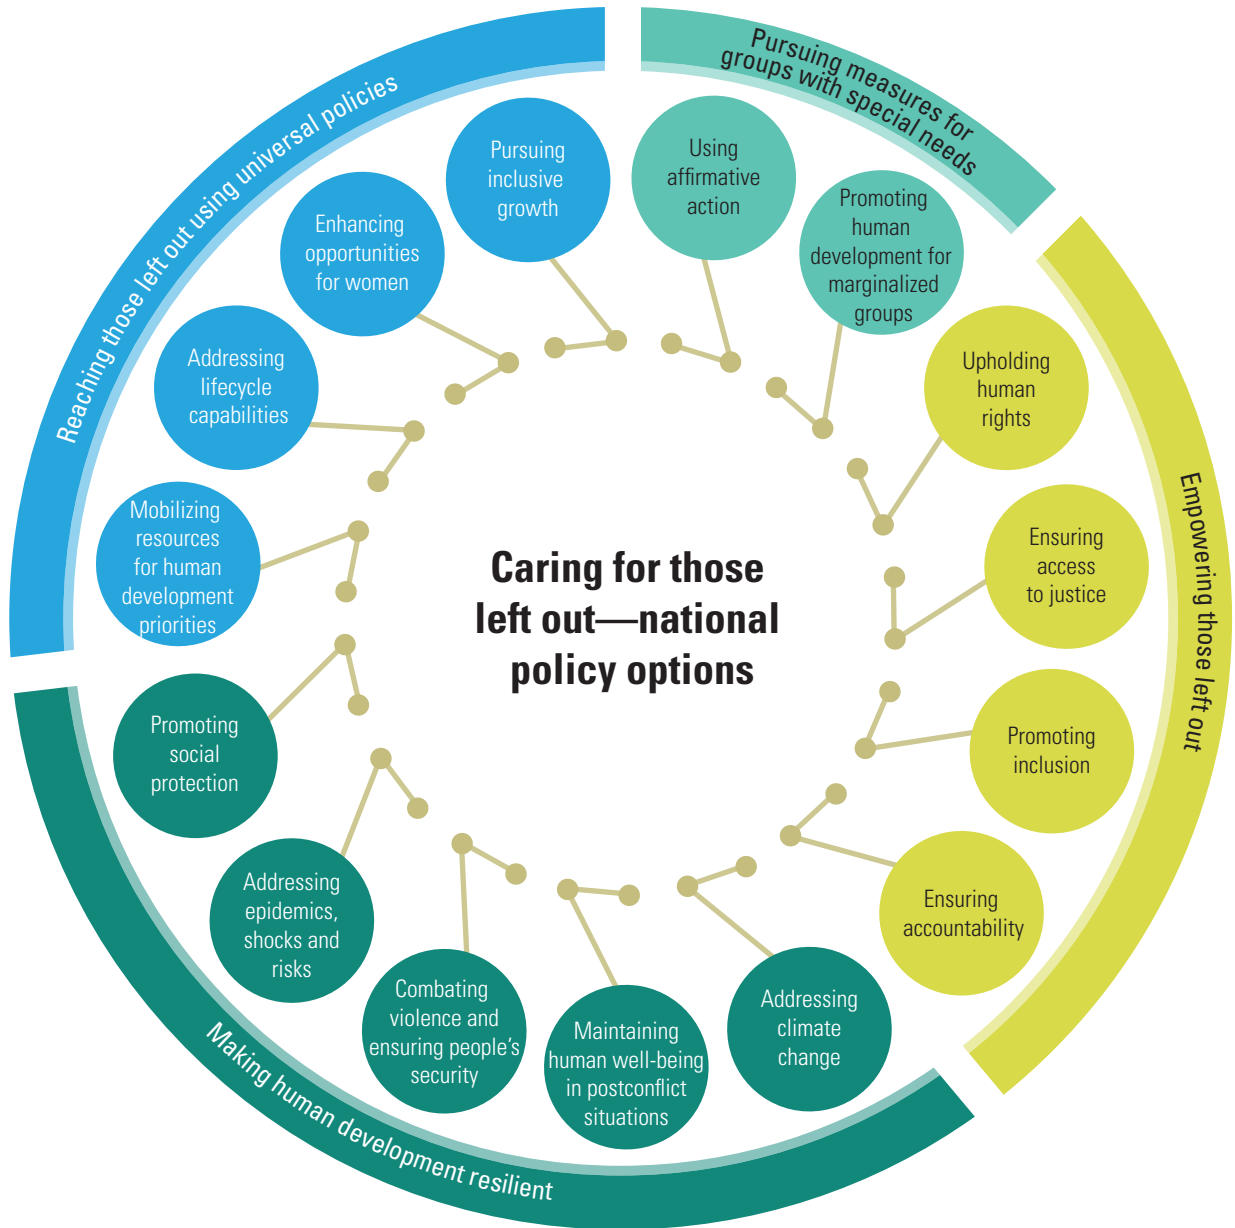 Caring for those
left out—national
policy options
Reaching those left out using universal policies
Pursuing
inclusive
growth
Enhancing
opportunities
for women
Addressing
lifecycle
capabilities
Mobilizing
resources
for human
development
priorities
Pursuing measures for
groups with special needs
Using
affirmative
action
Promoting
human
development for
marginalized
groups
Empowering those left out
Upholding
human
rights
Ensuring
access
to justice
Promoting
inclusion
Ensuring
accountability
Making human development resilient
Addressing
climate
change
Maintaining
human well-being
in postconflict
situations
Combating
violence and
ensuring people's
security
Addressing
epidemics,
shocks and
risks
Promoting
social
protection